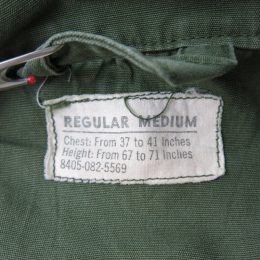 REGULAR MEDIUM
Chest: From 37 to 41 Inches
Height: From 67 to 71 Inches
8405-082-5569